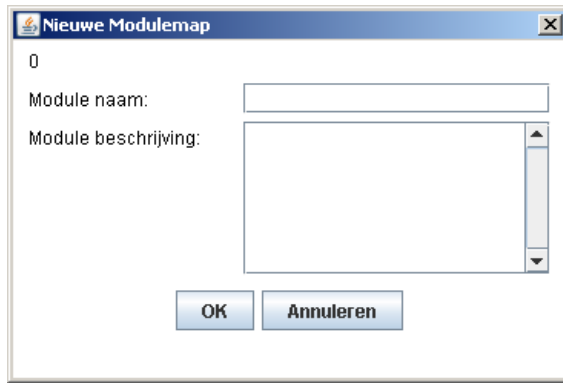 Nieuwe Modulemap
0
Module naam:
Module beschrijving:
OK Annuleren